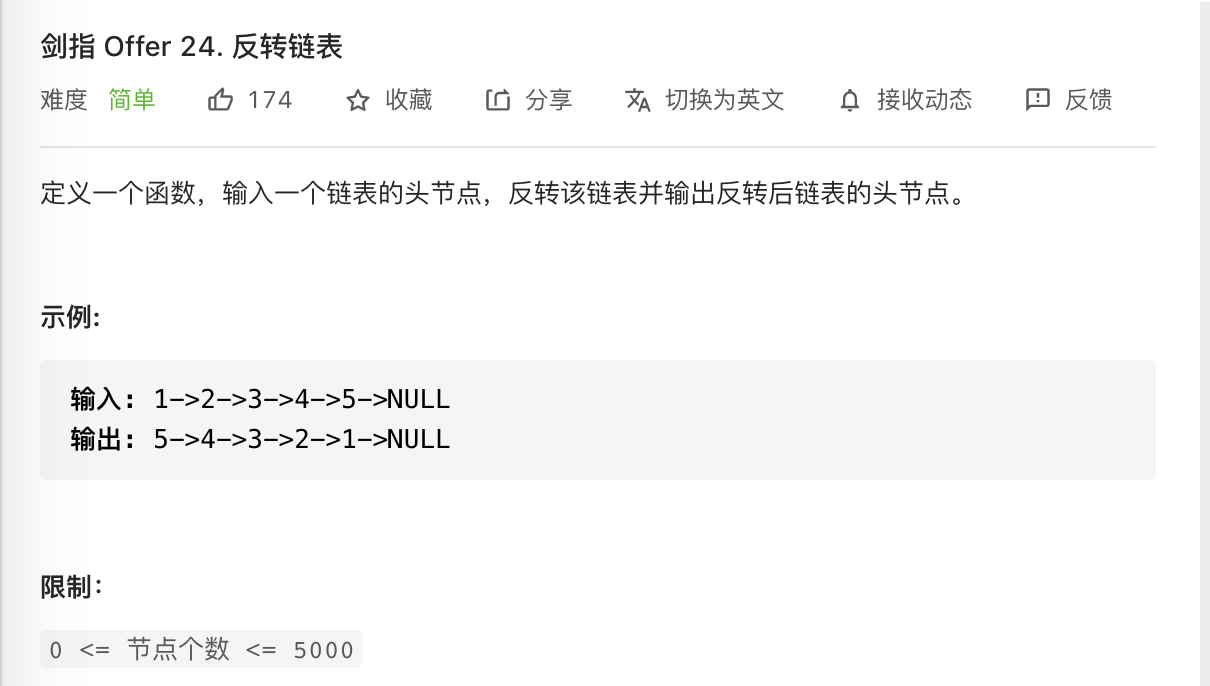 剑指 Offer 24. 反转链表
难度 简单 174 收藏 分享 切换为英文 接收动态 反馈
定义一个函数，输入一个链表的头节点，反转该链表并输出反转后链表的头节点。
示例:
输入: 1->2->3->4->5->NULL
输出: 5->4->3->2->1->NULL
限制：
0 <= 节点个数 <= 5000